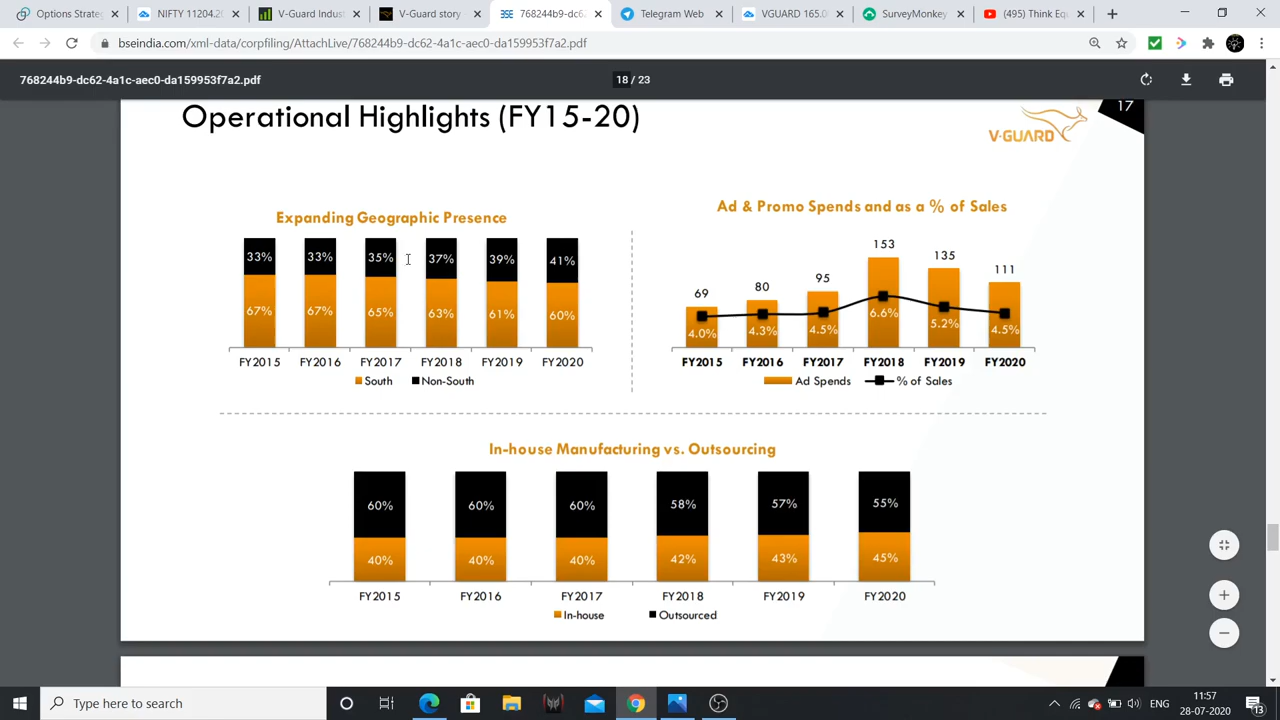 Options Strateg
NIFTY 11204.20
V-Guard Indust
V-Guard story
768244b9-dc62
Telegram Web
VGUARD 165.0
SurveyMonkey
(495) Think Equ
bseindia.com/xml-data/corpfiling/AttachLive/768244b9-dc62-4a1c-aec0-da159953f7a2.pdf
768244b9-dc62-4a1c-aec0-da159953f7a2.pdf
18 / 23
Operational Highlights (FY15-20)
V-GUARD
17
Expanding Geographic Presence
33% 33% 35% 37% 39% 41%
67% 67% 65% 63% 61% 60%
FY2015 FY2016 FY2017 FY2018 FY2019 FY2020
South Non-South
Ad & Promo Spends and as a % of Sales
69 80 95 153 135 111
4.0% 4.3% 4.5% 6.6% 5.2% 4.5%
FY2015 FY2016 FY2017 FY2018 FY2019 FY2020
Ad Spends % of Sales
In-house Manufacturing vs. Outsourcing
60% 60% 60% 58% 57% 55%
40% 40% 40% 42% 43% 45%
FY2015 FY2016 FY2017 FY2018 FY2019 FY2020
In-house Outsourced
Type here to search
ENG
11:57
28-07-2020
13